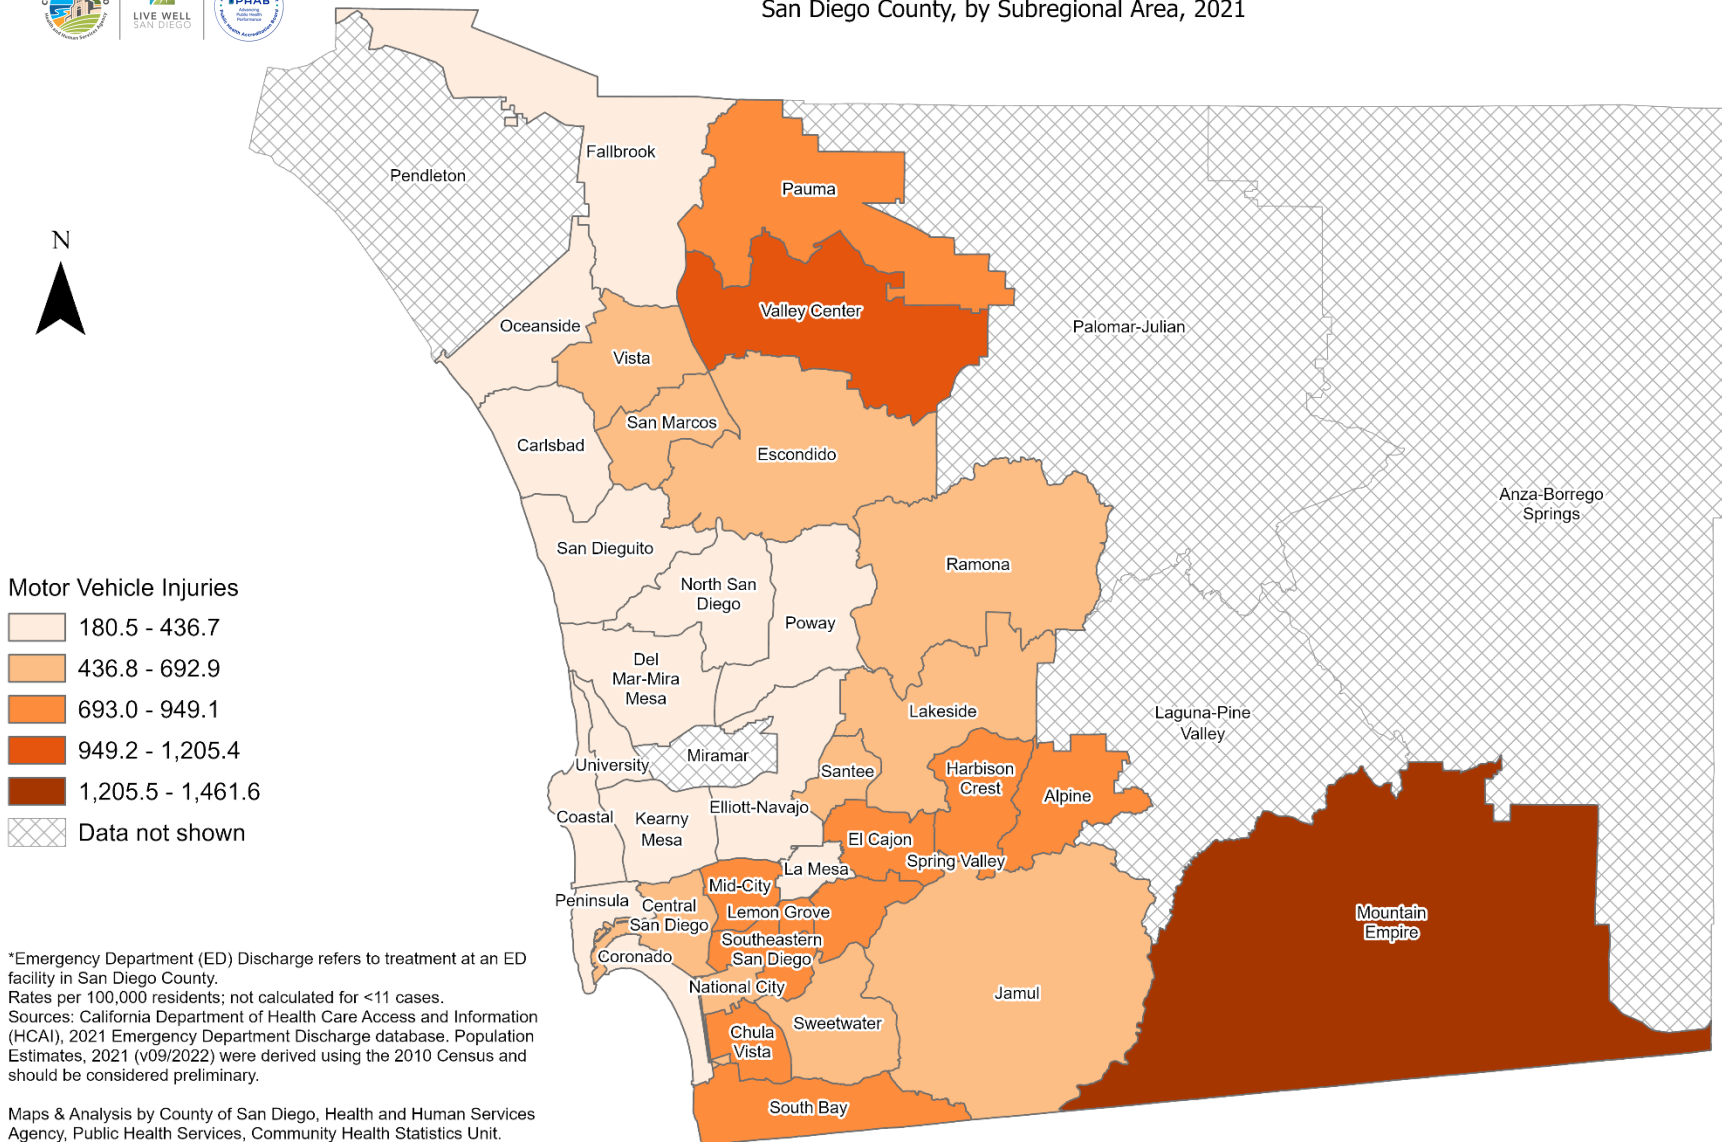 San Diego County, by Subregional Area, 2021
LIVE WELL
SAN DIEGO
PHAB
Advancing
Public Health
Performance
Pendleton
Fallbrook
Pauma
N
Oceanside
Vista
Valley Center
Palomar-Julian
San Marcos
Carlsbad
Escondido
Anza-Borrego
Springs
San Dieguito
Ramona
North San
Diego
Poway
Motor Vehicle Injuries
180.5 - 436.7
436.8 - 692.9
693.0 - 949.1
949.2 - 1,205.4
1,205.5 - 1,461.6
Data not shown
Del
Mar-Mira
Mesa
Lakeside
Laguna-Pine
Valley
Miramar
University
Santee
Harbison
Crest
Alpine
Elliott-Navajo
Coastal
Kearny
Mesa
El Cajon
Spring Valley
La Mesa
Mid-City
Peninsula
Central
San Diego
Lemon Grove
Mountain
Empire
Southeastern
San Diego
Coronado
National City
Jamul
Sweetwater
Chula
Vista
South Bay
*Emergency Department (ED) Discharge refers to treatment at an ED
facility in San Diego County.
Rates per 100,000 residents; not calculated for <11 cases.
Sources: California Department of Health Care Access and Information
(HCAI), 2021 Emergency Department Discharge database. Population
Estimates, 2021 (v09/2022) were derived using the 2010 Census and
should be considered preliminary.
Maps & Analysis by County of San Diego, Health and Human Services
Agency, Public Health Services, Community Health Statistics Unit.